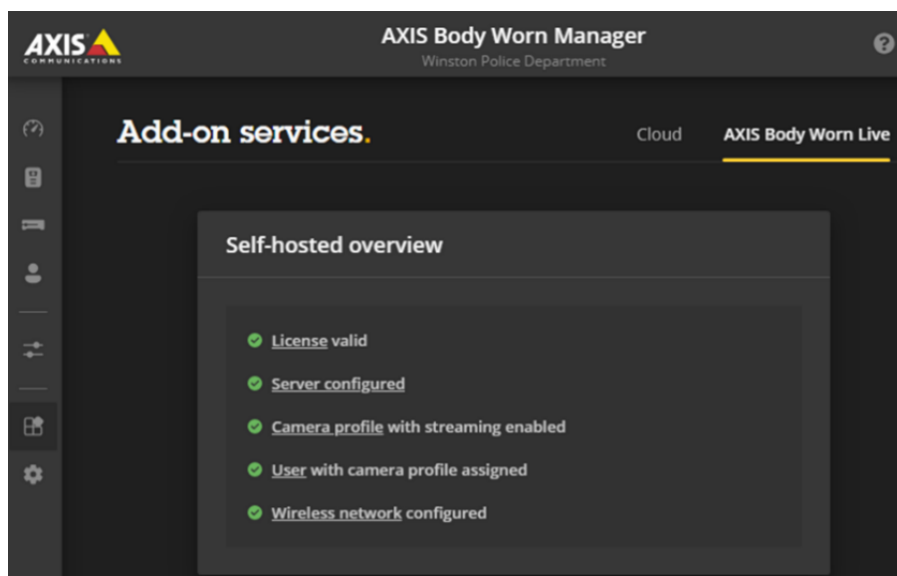 AXIS
COMMUNICATIONS
AXIS Body Worn Manager
Winston Police Department
?
Add-on services.
Cloud
AXIS Body Worn Live
Self-hosted overview
License valid
Server configured
Camera profile with streaming enabled
User with camera profile assigned
Wireless network configured